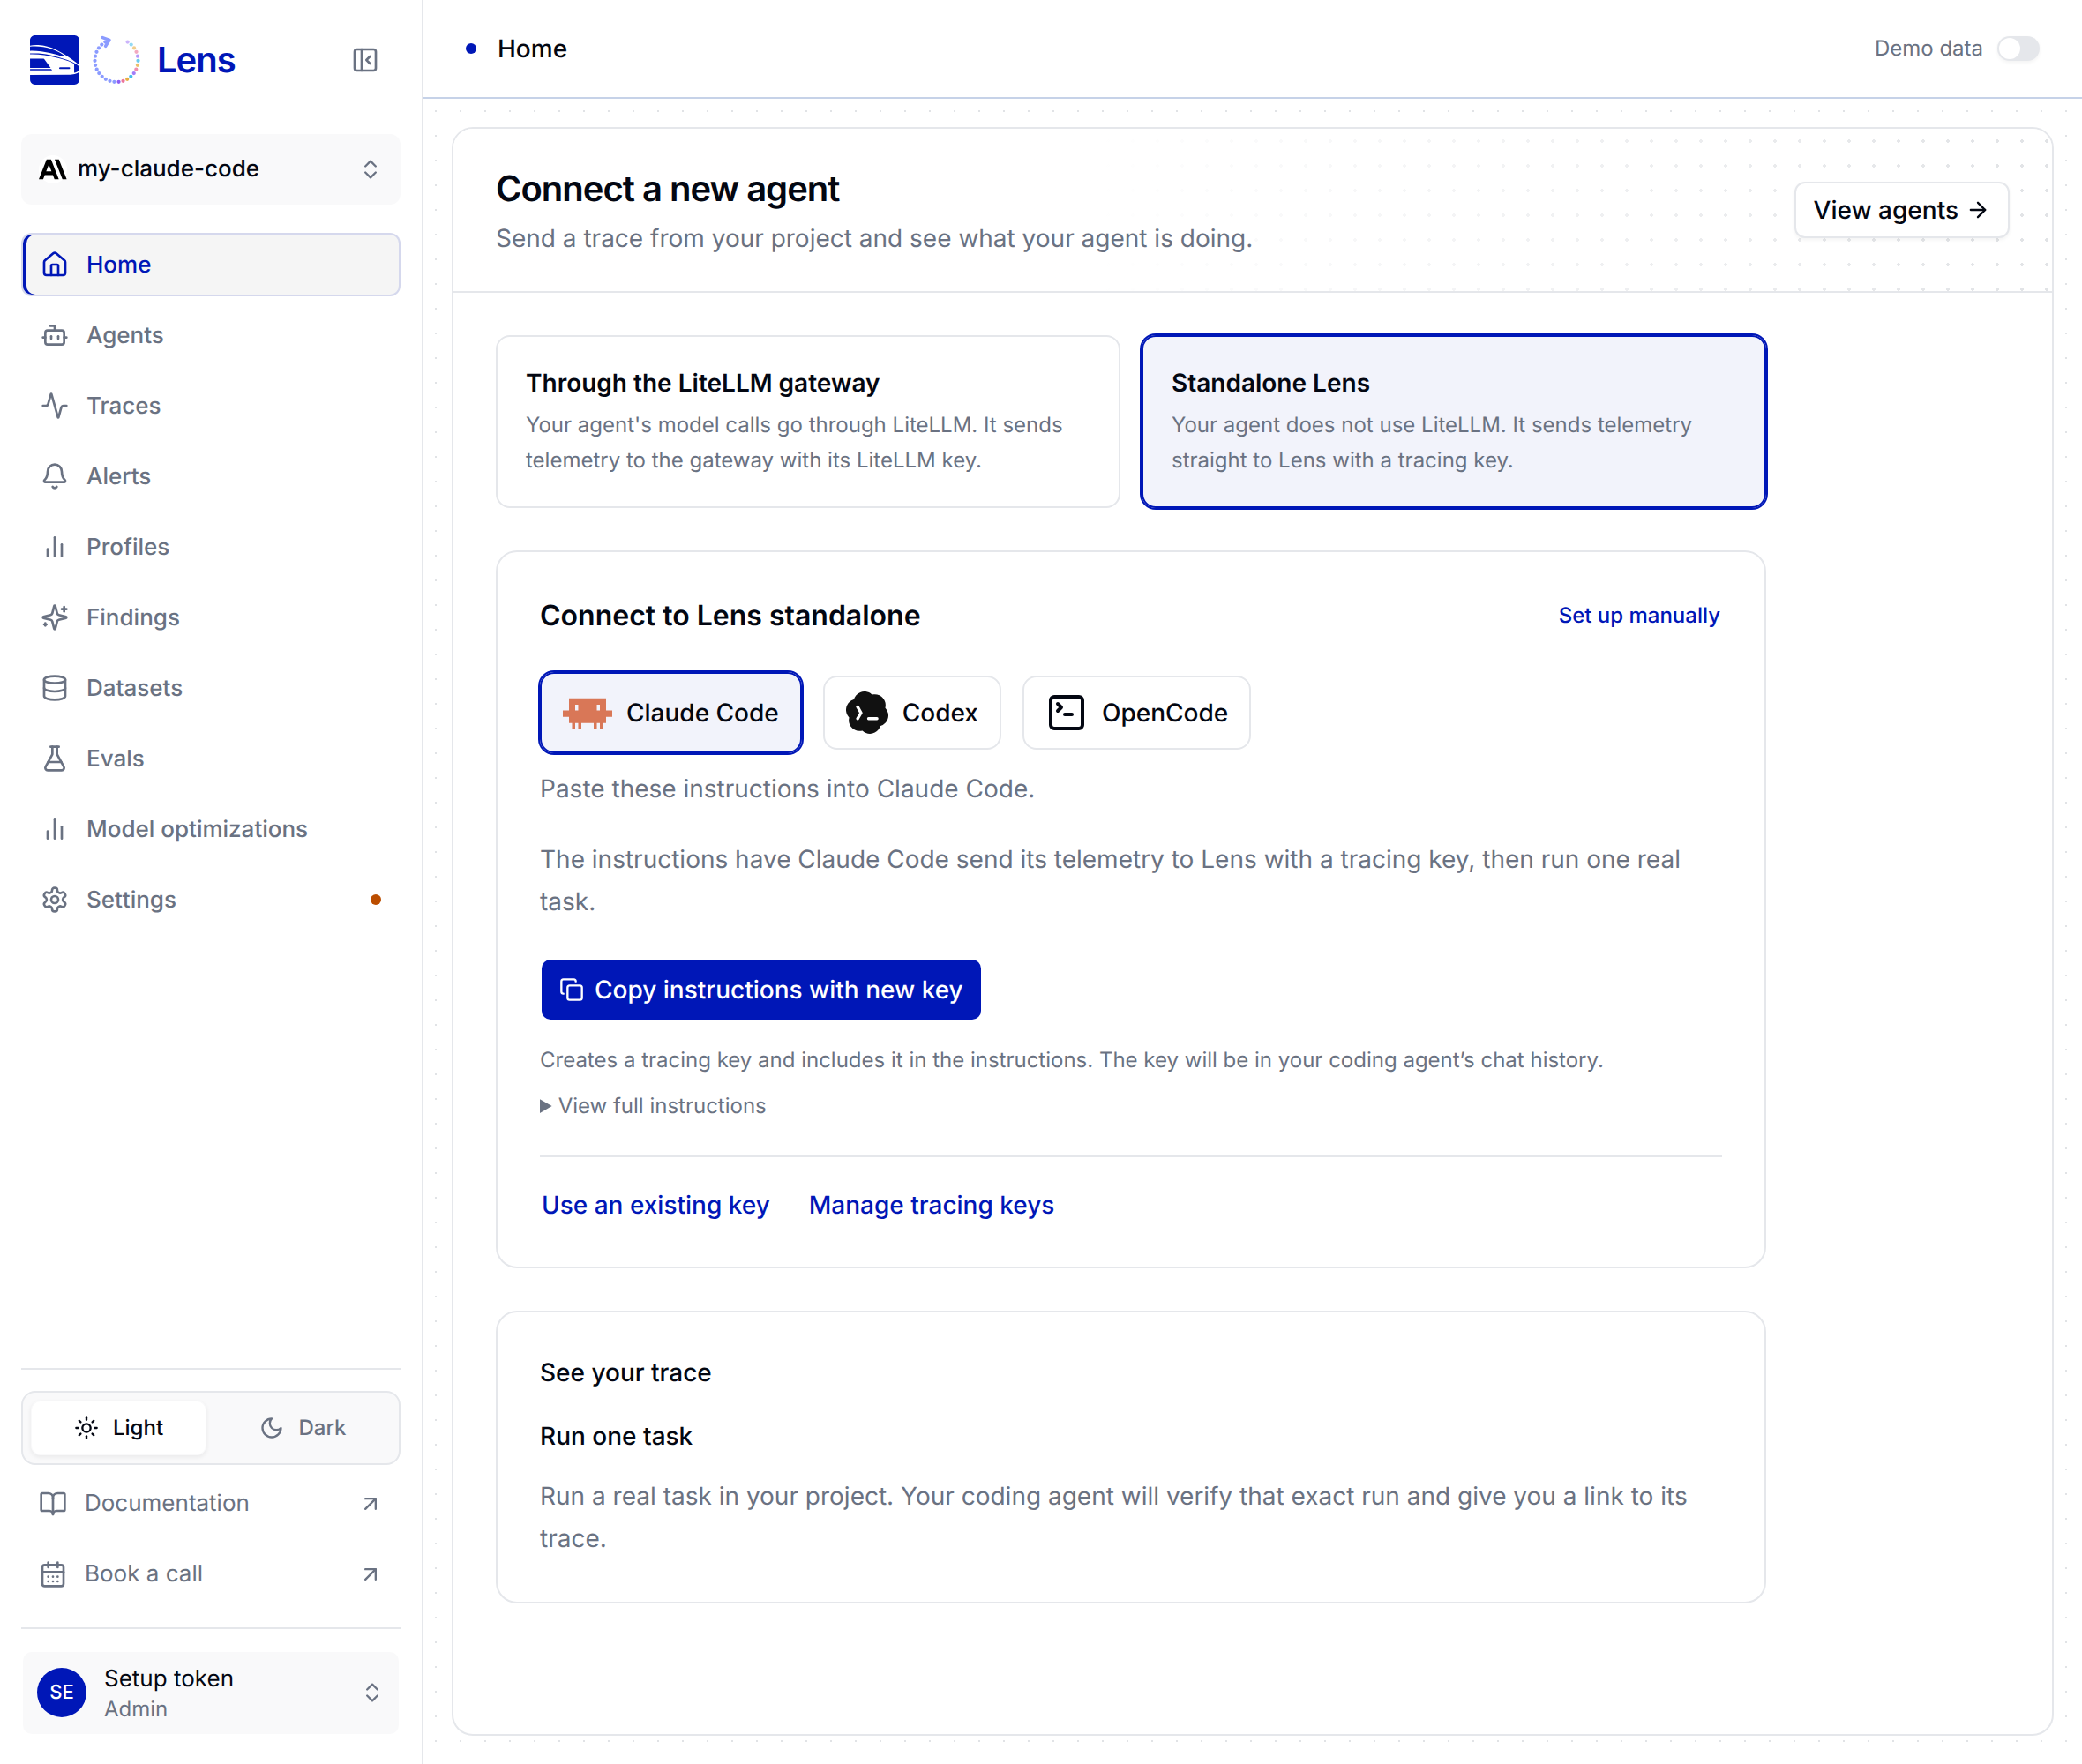 Lens
my-claude-code
Home
Agents
Traces
Alerts
Profiles
Findings
Datasets
Evals
Model optimizations
Settings
Light
Dark
Documentation
Book a call
SE
Setup token
Admin
Home
Demo data
Connect a new agent
Send a trace from your project and see what your agent is doing.
View agents →
Through the LiteLLM gateway
Your agent's model calls go through LiteLLM. It sends
telemetry to the gateway with its LiteLLM key.
Standalone Lens
Your agent does not use LiteLLM. It sends telemetry
straight to Lens with a tracing key.
Connect to Lens standalone
Set up manually
Claude Code
Codex
OpenCode
Paste these instructions into Claude Code.
The instructions have Claude Code send its telemetry to Lens with a tracing key, then run one real
task.
Copy instructions with new key
Creates a tracing key and includes it in the instructions. The key will be in your coding agent’s chat history.
View full instructions
Use an existing key
Manage tracing keys
See your trace
Run one task
Run a real task in your project. Your coding agent will verify that exact run and give you a link to its
trace.